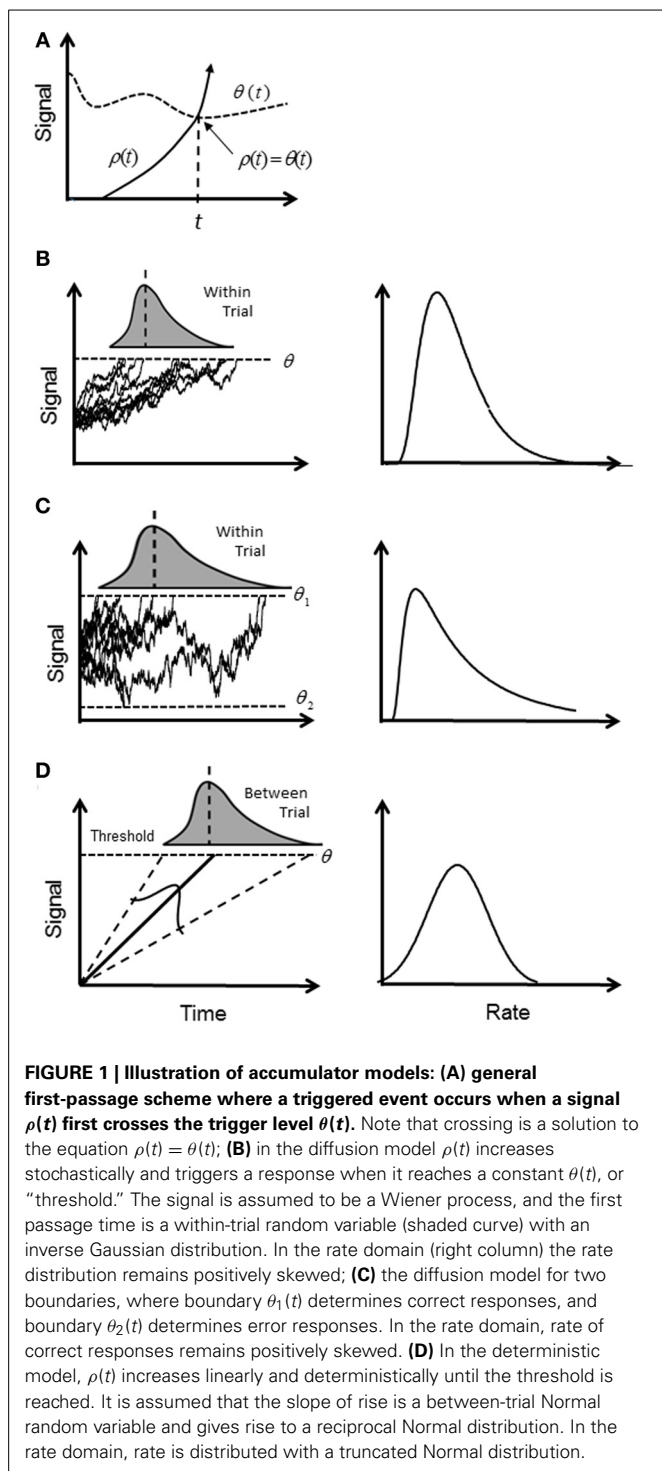 A
Signal
θ(t)
ρ(t)
ρ(t)=θ(t)
t
B
Within
Trial
Signal
θ
C
Within
Trial
Signal
θ1
θ2
D
Between
Trial
Threshold
θ
Signal
Time
Rate
FIGURE 1 | Illustration of accumulator models: (A) general
first-passage scheme where a triggered event occurs when a signal
ρ(t) first crosses the trigger level θ(t). Note that crossing is a solution to
the equation ρ(t) = θ(t); (B) in the diffusion model ρ(t) increases
stochastically and triggers a response when it reaches a constant θ(t), or
“threshold.” The signal is assumed to be a Wiener process, and the first
passage time is a within-trial random variable (shaded curve) with an
inverse Gaussian distribution. In the rate domain (right column) the rate
distribution remains positively skewed; (C) the diffusion model for two
boundaries, where boundary θ1(t) determines correct responses, and
boundary θ2(t) determines error responses. In the rate domain, rate of
correct responses remains positively skewed. (D) In the deterministic
model, ρ(t) increases linearly and deterministically until the threshold is
reached. It is assumed that the slope of rise is a between-trial Normal
random variable and gives rise to a reciprocal Normal distribution. In the
rate domain, rate is distributed with a truncated Normal distribution.